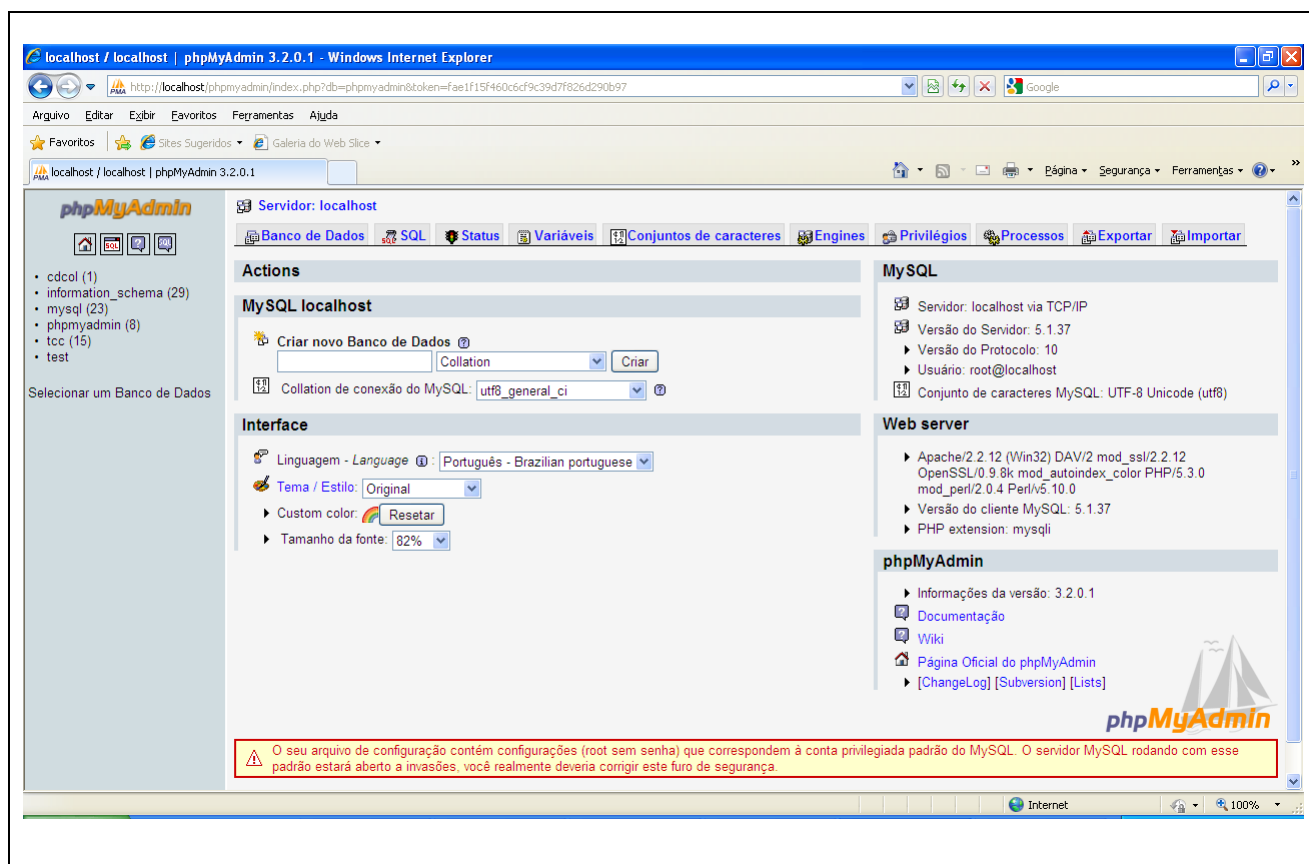 localhost / localhost | phpMyAdmin 3.2.0.1 - Windows Internet Explorer
http://localhost/phpmyadmin/index.php?db=phpmyadmin&token=fae1f15f460c6cf9c39d7f826d290b97
Google
Arquivo Editar Exibir Favoritos Ferramentas Ajuda
Favoritos Sites Sugeridos Galeria do Web Slice
localhost / localhost | phpMyAdmin 3.2.0.1
Página Segurança Ferramentas
phpMyAdmin
SQL
cdcol (1)
information_schema (29)
mysql (23)
phpmyadmin (8)
tcc (15)
test
Selecionar um Banco de Dados
Servidor: localhost
Banco de Dados SQL Status Variáveis Conjuntos de caracteres Engines Privilégios Processos Exportar Importar
Actions
MySQL localhost
Criar novo Banco de Dados
Collation Criar
Collation de conexão do MySQL: utf8_general_ci
Interface
Linguagem - Language : Português - Brazilian portuguese
Tema / Estilo: Original
Custom color: Resetar
Tamanho da fonte: 82%
MySQL
Servidor: localhost via TCP/IP
Versão do Servidor: 5.1.37
Versão do Protocolo: 10
Usuário: root@localhost
Conjunto de caracteres MySQL: UTF-8 Unicode (utf8)
Web server
Apache/2.2.12 (Win32) DAV/2 mod_ssl/2.2.12
OpenSSL/0.9.8k mod_autoindex_color PHP/5.3.0
mod_perl/2.0.4 Perl/v5.10.0
Versão do cliente MySQL: 5.1.37
PHP extension: mysqli
phpMyAdmin
Informações da versão: 3.2.0.1
Documentação
Wiki
Página Oficial do phpMyAdmin
[ChangeLog] [Subversion] [Lists]
phpMyAdmin
O seu arquivo de configuração contém configurações (root sem senha) que correspondem à conta privilegiada padrão do MySQL. O servidor MySQL rodando com esse
padrão estará aberto a invasões, você realmente deveria corrigir este furo de segurança.
Internet 100%